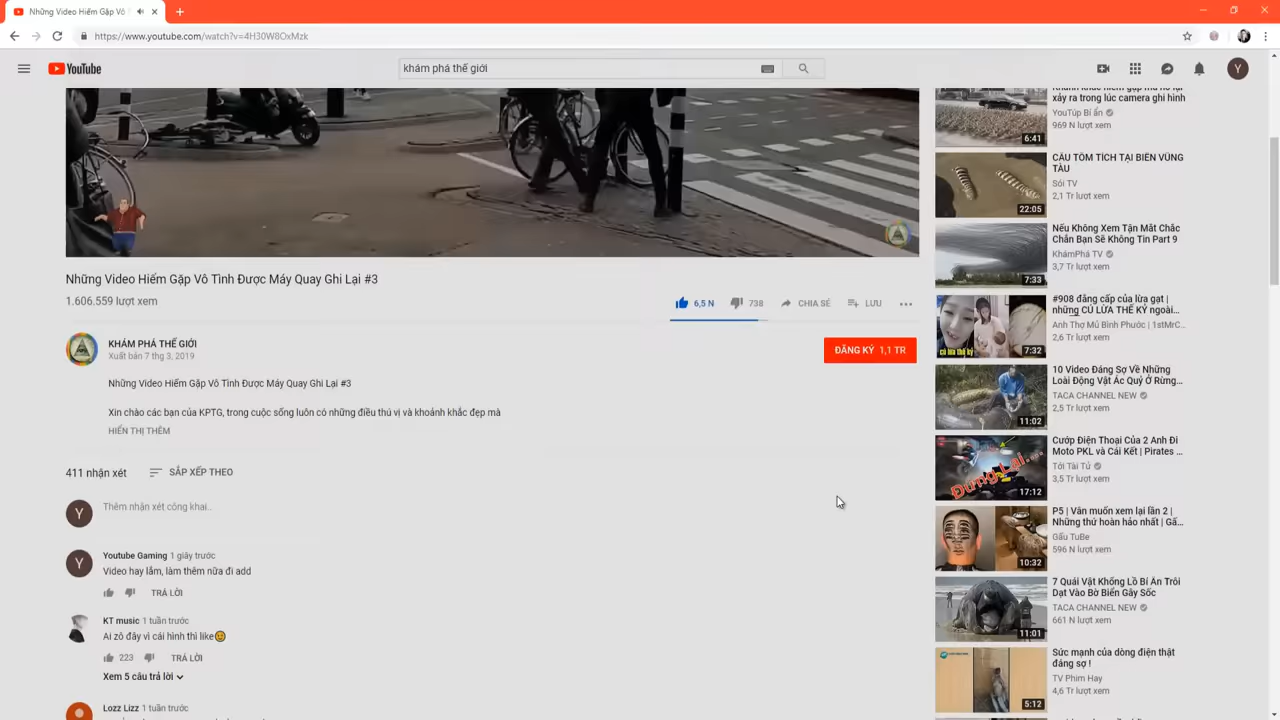 Những Video Hiếm Gặp Vô T
https://www.youtube.com/watch?v=4H30W8OxMzk
YouTube
khám phá thế giới
Y
Những Video Hiếm Gặp Vô Tình Được Máy Quay Ghi Lại #3
1.606.559 lượt xem
6,5 N
738
CHIA SẺ
LƯU
KHÁM PHÁ THẾ GIỚI
Xuất bản 7 thg 3, 2019
ĐĂNG KÝ 1,1 TR
Những Video Hiếm Gặp Vô Tình Được Máy Quay Ghi Lại #3
Xin chào các bạn của KPTG, trong cuộc sống luôn có những điều thú vị và khoảnh khắc đẹp mà
HIỂN THỊ THÊM
411 nhận xét
SẮP XẾP THEO
Y
Thêm nhận xét công khai..
Y
Youtube Gaming 1 giây trước
Video hay lắm, làm thêm nữa đi add
TRẢ LỜI
KT music 1 tuần trước
Ai zô đây vì cái hình thì like
223
TRẢ LỜI
Xem 5 câu trả lời
Lozz Lizz 1 tuần trước
xảy ra trong lúc camera ghi hình
YouTúp Bí ẩn
969 N lượt xem
6:41
CÂU TÔM TÍCH TẠI BIỂN VŨNG
TÀU
Sói TV
2,1 Tr lượt xem
22:05
Nếu Không Xem Tận Mắt Chắc
Chắn Bạn Sẽ Không Tin Part 9
KhámPhá TV
3,7 Tr lượt xem
7:33
#908 đẳng cấp của lừa gạt |
những CÚ LỪA THẾ KỶ ngoài...
Anh Thợ Mủ Bình Phước | 1stMrC...
2,6 Tr lượt xem
7:32
10 Video Đáng Sợ Về Những
Loài Động Vật Ác Quỷ Ở Rừng...
TACA CHANNEL NEW
2,5 Tr lượt xem
11:02
Cướp Điện Thoại Của 2 Anh Đi
Moto PKL và Cái Kết | Pirates ...
Tới Tài Tử
3,5 Tr lượt xem
Đứng Lại...
17:12
P5 | Vẫn muốn xem lại lần 2 |
Những thứ hoàn hảo nhất | Gấ...
Gấu TuBe
596 N lượt xem
10:32
7 Quái Vật Khổng Lồ Bí Ẩn Trôi
Dạt Vào Bờ Biển Gây Sốc
TACA CHANNEL NEW
661 N lượt xem
11:01
Sức mạnh của dòng điện thật
đáng sợ !
TV Phim Hay
4,6 Tr lượt xem
5:12